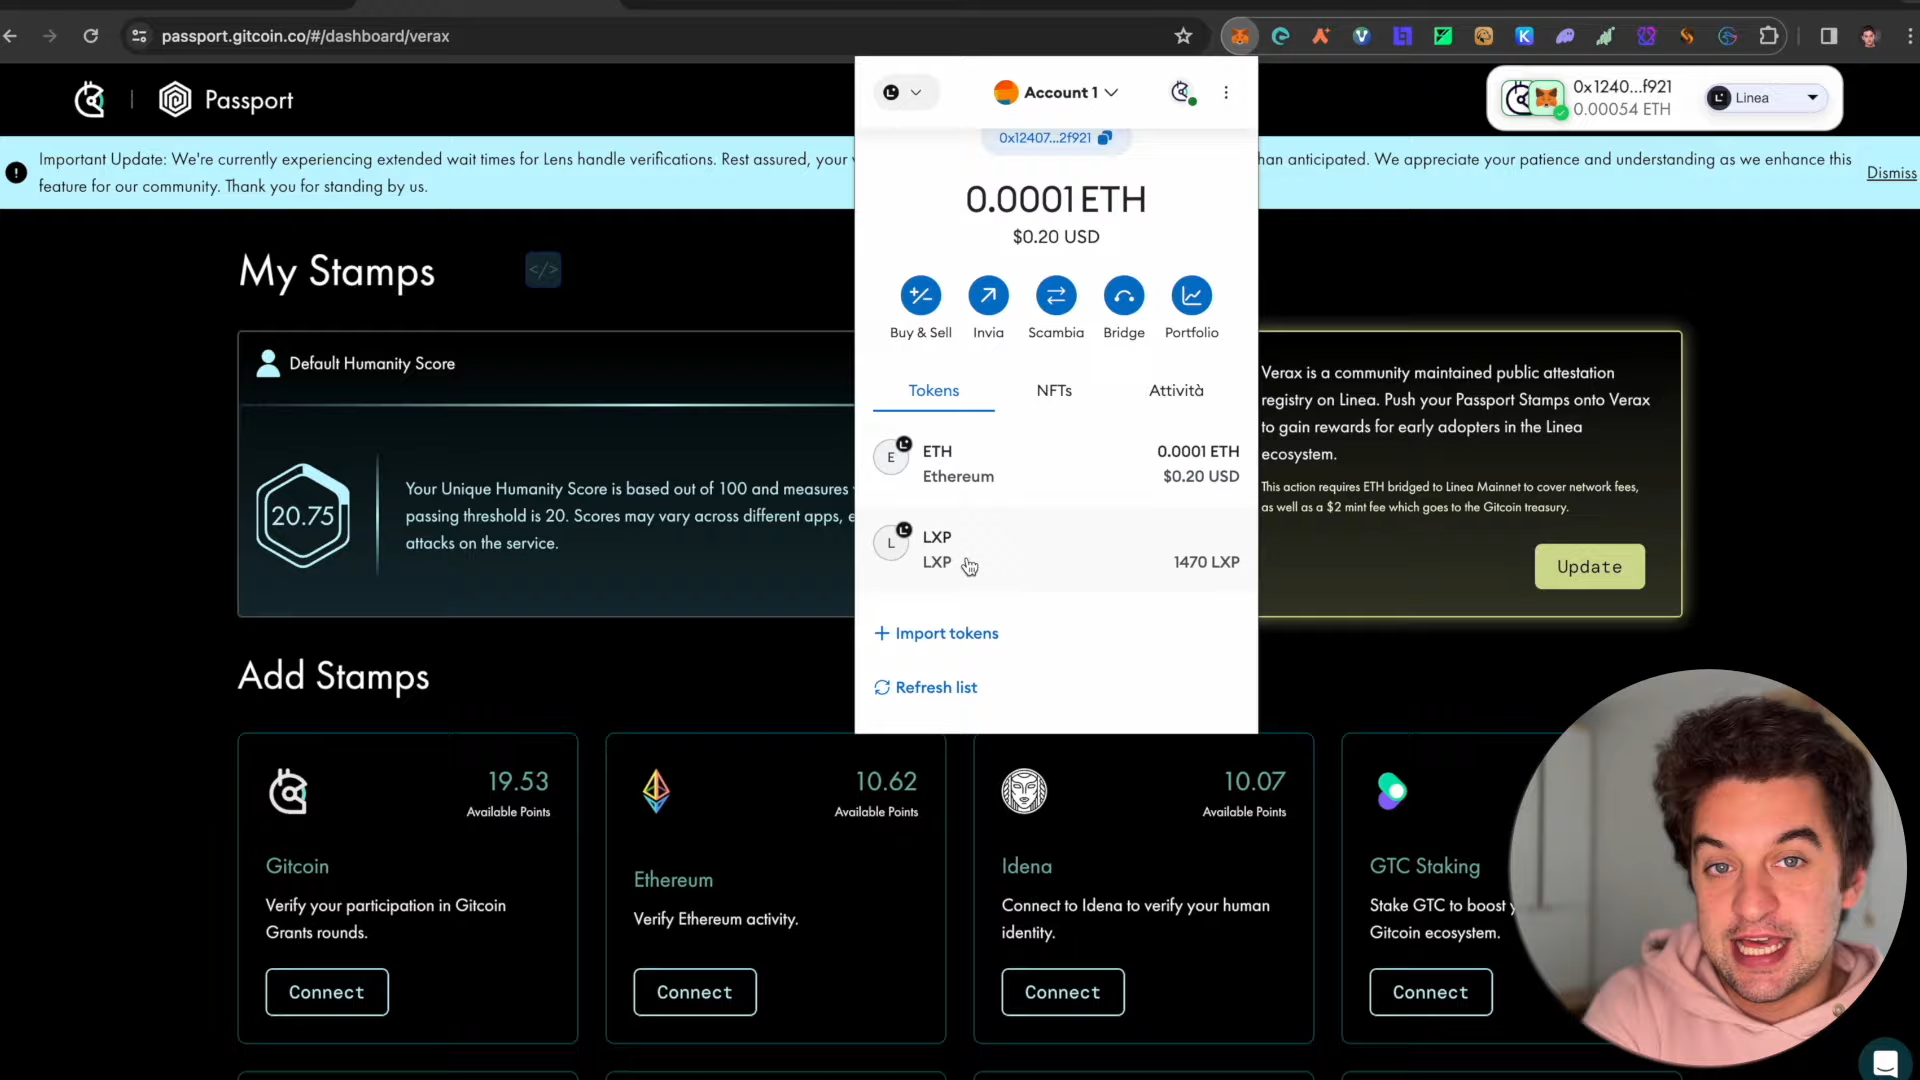 passport.gitcoin.co/#/dashboard/verax
Passport
Account 1
0x1240...f921
0.00054 ETH
Linea
Important Update: We're currently experiencing extended wait times for Lens handle verifications. Rest assured, your
han anticipated. We appreciate your patience and understanding as we enhance this
feature for our community. Thank you for standing by us.
Dismiss
0x12407...2f921
0.0001 ETH
$0.20 USD
Buy & Sell
Invia
Scambia
Bridge
Portfolio
Tokens
NFTs
Attività
E
ETH
Ethereum
0.0001 ETH
$0.20 USD
L
LXP
LXP
1470 LXP
+ Import tokens
Refresh list
My Stamps
</>
Default Humanity Score
20.75
Your Unique Humanity Score is based out of 100 and measures
passing threshold is 20. Scores may vary across different apps, e
attacks on the service.
Verax is a community maintained public attestation
registry on Linea. Push your Passport Stamps onto Verax
to gain rewards for early adopters in the Linea
ecosystem.
This action requires ETH bridged to Linea Mainnet to cover network fees,
as well as a $2 mint fee which goes to the Gitcoin treasury.
Update
Add Stamps
19.53
Available Points
Gitcoin
Verify your participation in Gitcoin
Grants rounds.
Connect
10.62
Available Points
Ethereum
Verify Ethereum activity.
Connect
10.07
Available Points
Idena
Connect to Idena to verify your human
identity.
Connect
GTC Staking
Stake GTC to boost
Gitcoin ecosystem.
Connect